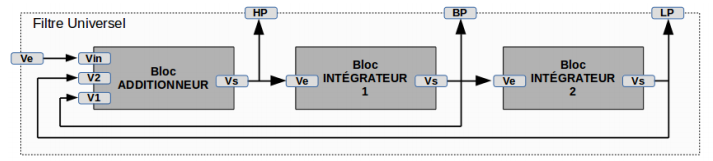 HP
BP
LP
Filtre Universel
Ve
Vin
V2
V1
Bloc
ADDITIONNEUR
Vs
Ve
Bloc
INTÉGRATEUR
1
Vs
Ve
Bloc
INTÉGRATEUR
2
Vs